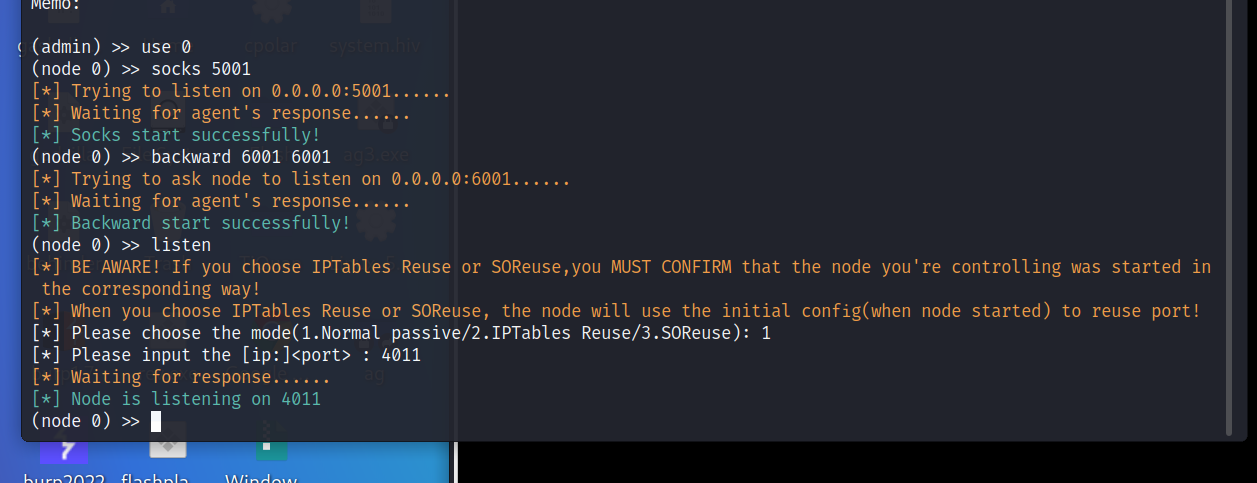 Memo:
(admin) >> use 0
(node 0) >> socks 5001
[*] Trying to listen on 0.0.0.0:5001......
[*] Waiting for agent's response......
[*] Socks start successfully!
(node 0) >> backward 6001 6001
[*] Trying to ask node to listen on 0.0.0.0:6001......
[*] Waiting for agent's response......
[*] Backward start successfully!
(node 0) >> listen
[*] BE AWARE! If you choose IPTables Reuse or SOReuse,you MUST CONFIRM that the node you're controlling was started in
the corresponding way!
[*] When you choose IPTables Reuse or SOReuse, the node will use the initial config(when node started) to reuse port!
[*] Please choose the mode(1.Normal passive/2.IPTables Reuse/3.SOReuse): 1
[*] Please input the [ip:]<port> : 4011
[*] Waiting for response......
[*] Node is listening on 4011
(node 0) >>
cpolar
system.hiv
ag3.exe
ag
burp2022 flashpla... Window...